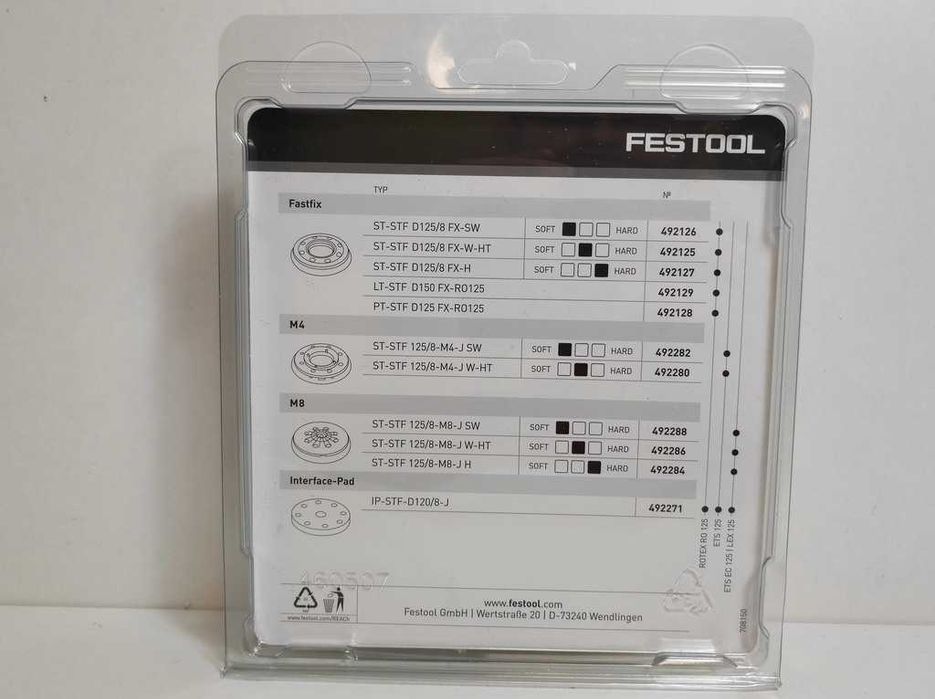 FESTOOL
TYP Nº
Fastfix
ST-STF D125/8 FX-SW SOFT HARD 492126
ST-STF D125/8 FX-W-HT SOFT HARD 492125
ST-STF D125/8 FX-H SOFT HARD 492127
LT-STF D150 FX-RO125 492129
PT-STF D125 FX-RO125 492128
M4
ST-STF 125/8-M4-J SW SOFT HARD 492282
ST-STF 125/8-M4-J W-HT SOFT HARD 492280
M8
ST-STF 125/8-M8-J SW SOFT HARD 492288
ST-STF 125/8-M8-J W-HT SOFT HARD 492286
ST-STF 125/8-M8-J H SOFT HARD 492284
Interface-Pad
IP-STF-D120/8-J 492271
ROTEX RO 125
ETS 125
ETS EC 125 | LEX 125
460507
www.festool.com
Festool GmbH | Wertstraße 20 | D-73240 Wendlingen
www.festool.com/REACh
708150